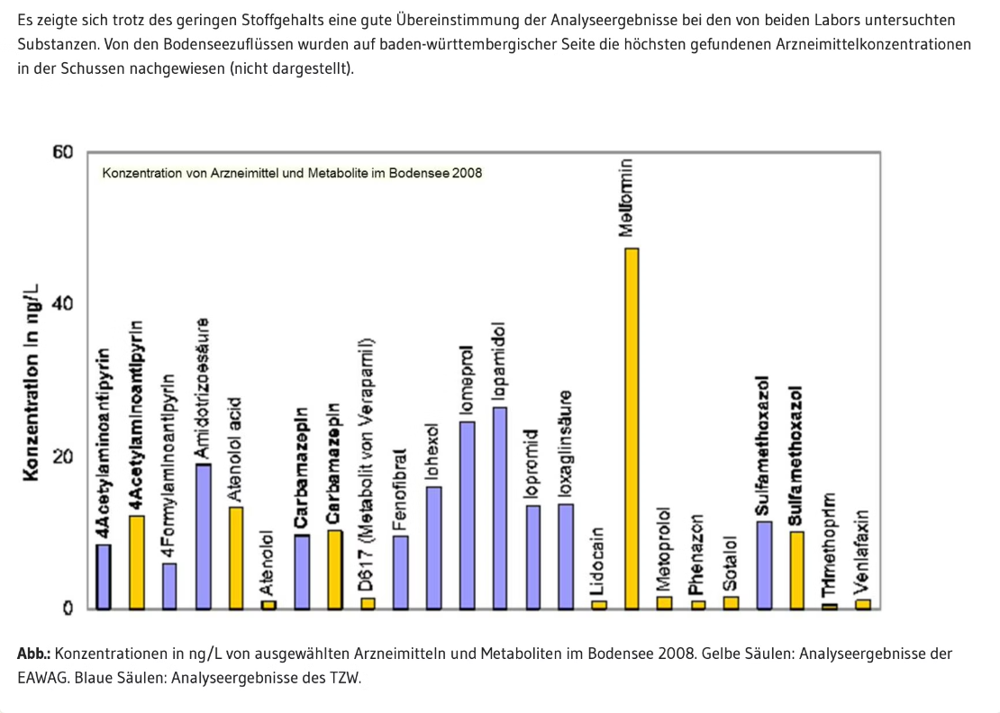 Es zeigte sich trotz des geringen Stoffgehalts eine gute Übereinstimmung der Analyseergebnisse bei den von beiden Labors untersuchten
Substanzen. Von den Bodenseezuflüssen wurden auf baden-württembergischer Seite die höchsten gefundenen Arzneimittelkonzentrationen
in der Schussen nachgewiesen (nicht dargestellt).
60
Konzentration von Arzneimittel und Metabolite im Bodensee 2008
Konzentration in ng/L
40
20
0
4Acetylaminoantipyrin
4Acetylaminoantipyrin
4Formylaminoantipyrin
Amidotrizoesäure
Atenolol acid
Atenolol
Carbamazepin
Carbamazepin
D617 (Metabolit von Verapamil)
Fenofibrat
Iohexol
Iomeprol
Iopamidol
Iopromid
Ioxaglinsäure
Lidocain
Metformin
Metoprolol
Phenazon
Sotalol
Sulfamethoxazol
Sulfamethoxazol
Trimethoprim
Venlafaxin
Abb.: Konzentrationen in ng/L von ausgewählten Arzneimitteln und Metaboliten im Bodensee 2008. Gelbe Säulen: Analyseergebnisse der
EAWAG. Blaue Säulen: Analyseergebnisse des TZW.